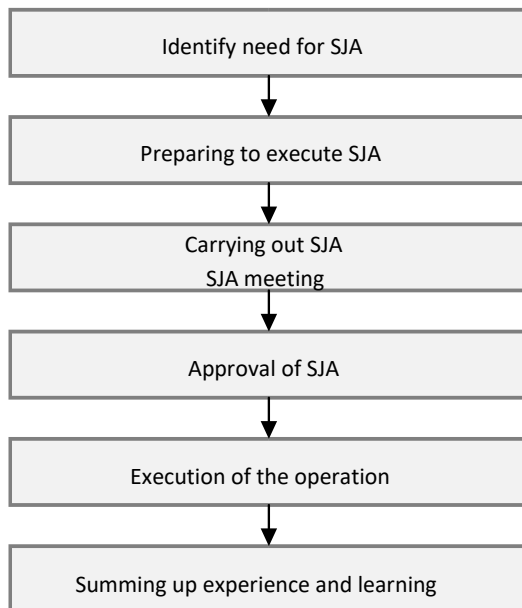 Identify need for SJA
Preparing to execute SJA
Carrying out SJA
SJA meeting
Approval of SJA
Execution of the operation
Summing up experience and learning